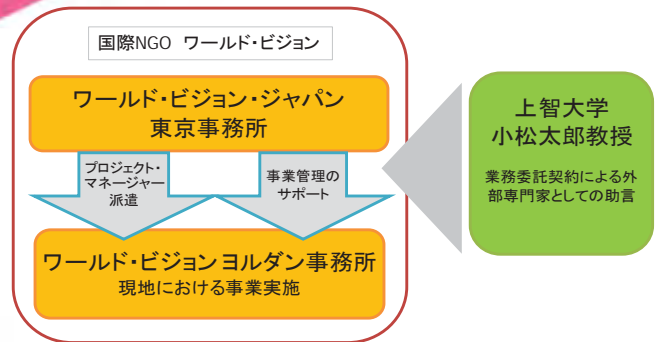 国際NGO ワールド・ビジョン
ワールド・ビジョン・ジャパン
東京事務所
プロジェクト・
マネージャー
派遣
事業管理の
サポート
ワールド・ビジョン ヨルダン事務所
現地における事業実施
上智大学
小松太郎教授
業務委託契約による外
部専門家としての助言